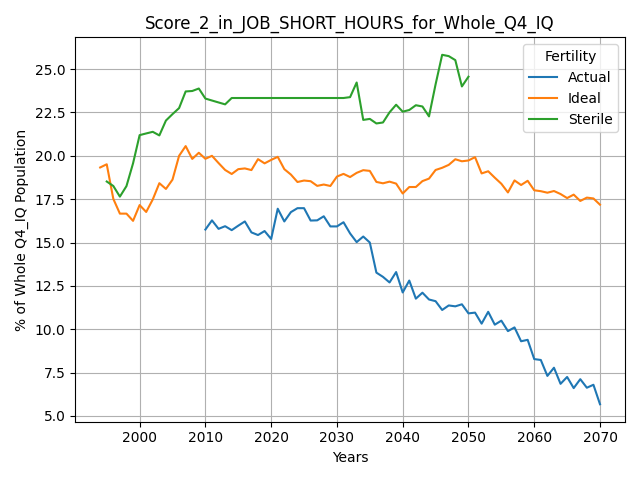 Score_2_in_JOB_SHORT_HOURS_for_Whole_Q4_IQ
Fertility
Actual
Ideal
Sterile
% of Whole Q4_IQ Population
25.0
22.5
20.0
17.5
15.0
12.5
10.0
7.5
5.0
2000 2010 2020 2030 2040 2050 2060 2070
Years